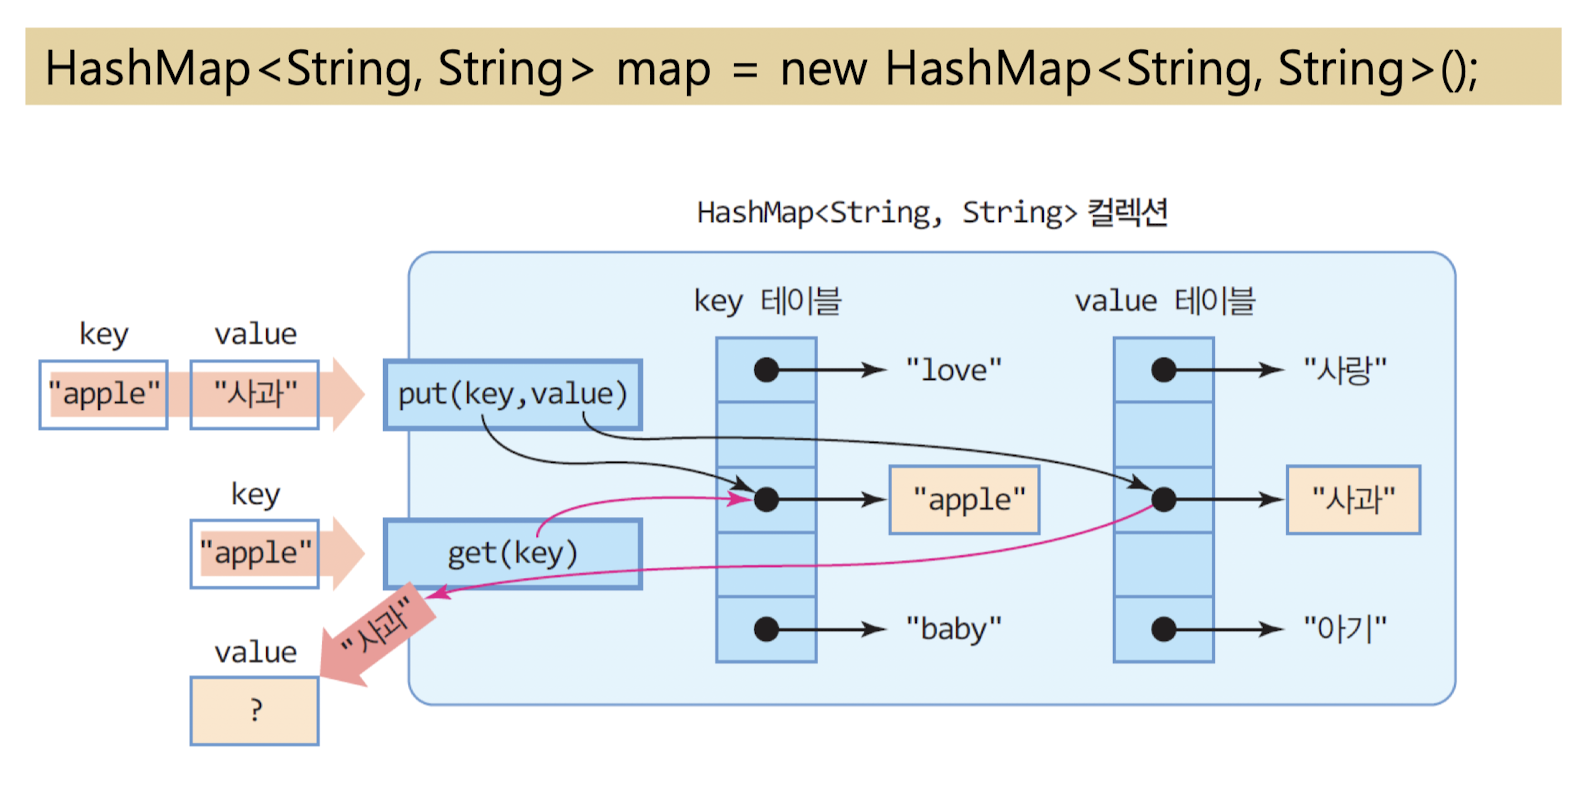 HashMap<String, String> map = new HashMap<String, String>();
HashMap<String, String> 컬렉션
key 테이블
value 테이블
key
value
"apple"
"사과"
put(key,value)
"love"
"사랑"
key
"apple"
get(key)
"apple"
"사과"
"사과"
value
?
"baby"
"아기"